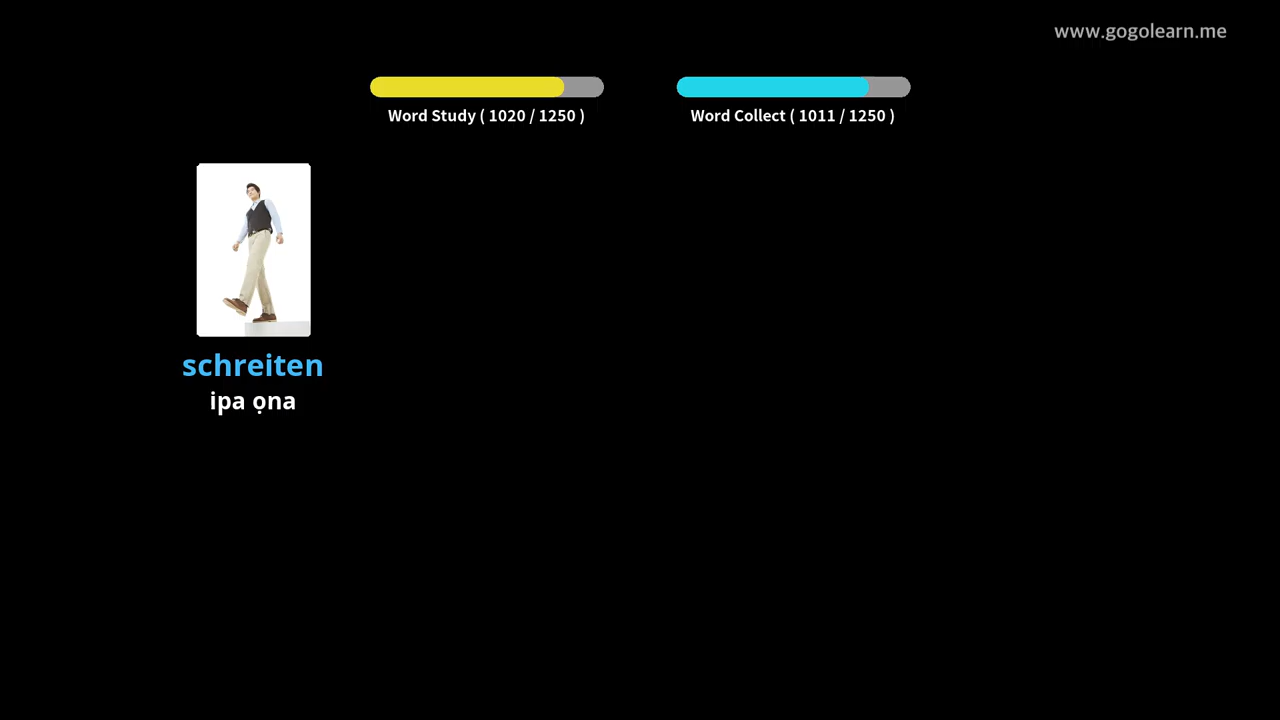 www.gogolearn.me
Word Study ( 1020 / 1250 )
Word Collect ( 1011 / 1250 )
schreiten
ipa ọna